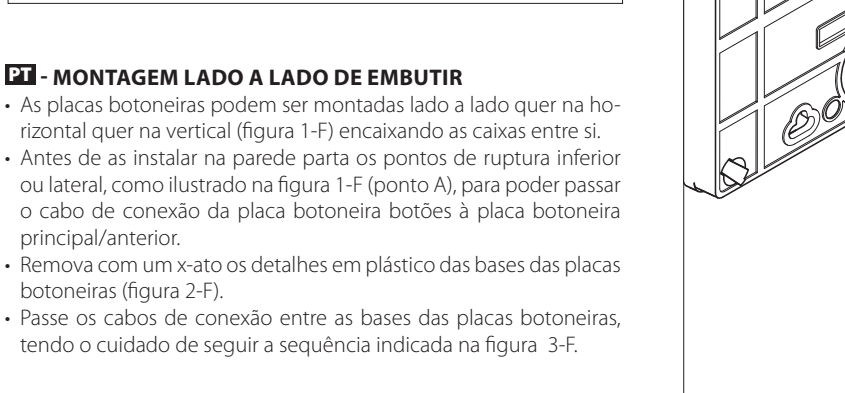 PT - MONTAGEM LADO A LADO DE EMBUTIR
• As placas botoneiras podem ser montadas lado a lado quer na ho-
rizontal quer na vertical (figura 1-F) encaixando as caixas entre si.
• Antes de as instalar na parede parta os pontos de ruptura inferior
ou lateral, como ilustrado na figura 1-F (ponto A), para poder passar
o cabo de conexão da placa botoneira botões à placa botoneira
principal/anterior.
• Remova com um x-ato os detalhes em plástico das bases das placas
botoneiras (figura 2-F).
• Passe os cabos de conexão entre as bases das placas botoneiras,
tendo o cuidado de seguir a sequência indicada na figura  3-F.